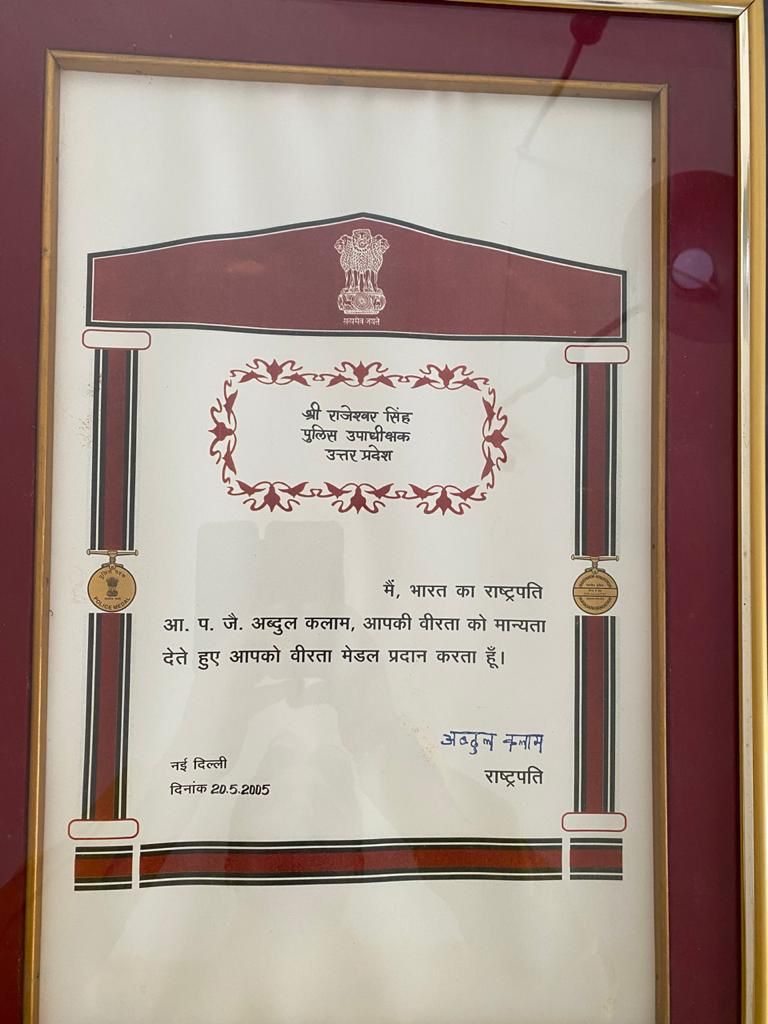 सत्यमेव जयते
श्री राजेश्वर सिंह
पुलिस उपाधीक्षक
उत्तर प्रदेश
POLICE MEDAL
मैं, भारत का राष्ट्रपति
आ. प. जै. अब्दुल कलाम, आपकी वीरता को मान्यता
देते हुए आपको वीरता मेडल प्रदान करता हूँ।
अब्दुल कलाम
राष्ट्रपति
नई दिल्ली
दिनांक 20.5.2005